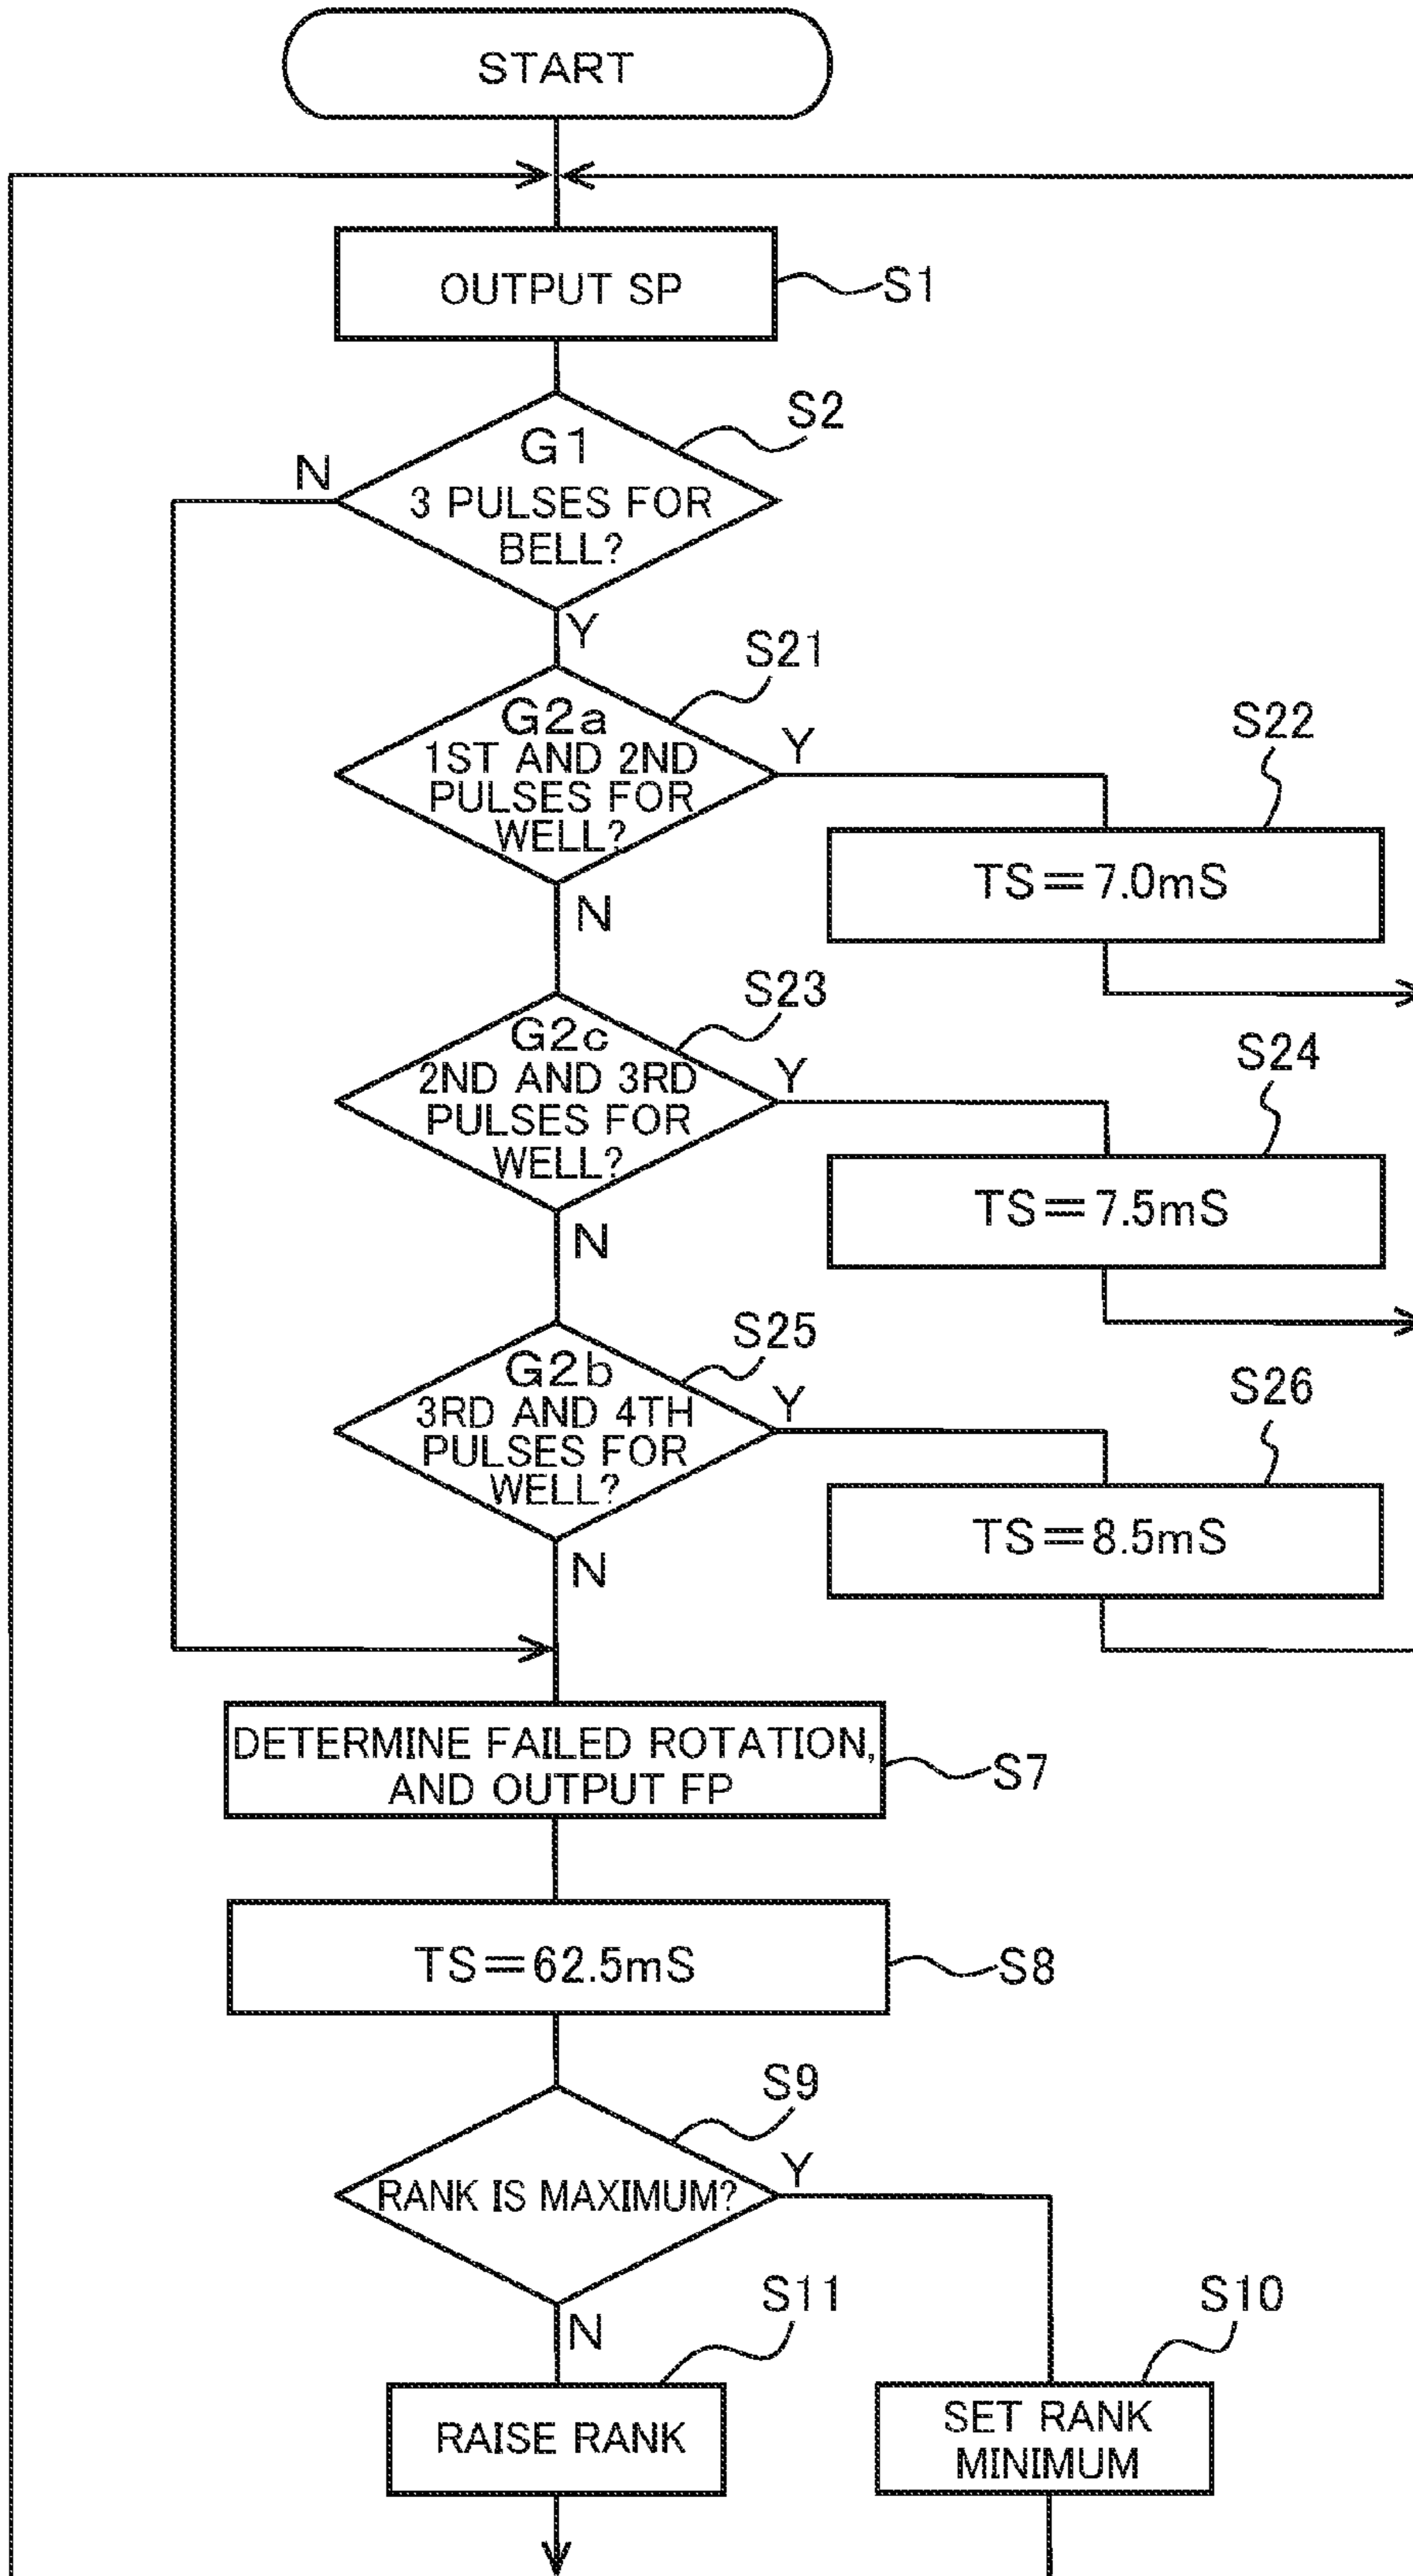 START
OUTPUT SP
S1
S2
G1
3 PULSES FOR
BELL?
N
Y
S21
G2a
1ST AND 2ND
PULSES FOR
WELL?
Y
N
S22
TS=7.0mS
S23
G2c
2ND AND 3RD
PULSES FOR
WELL?
Y
N
S24
TS=7.5mS
S25
G2b
3RD AND 4TH
PULSES FOR
WELL?
Y
N
S26
TS=8.5mS
DETERMINE FAILED ROTATION,
AND OUTPUT FP
S7
TS=62.5mS
S8
S9
RANK IS MAXIMUM?
Y
N
S11
RAISE RANK
S10
SET RANK
MINIMUM